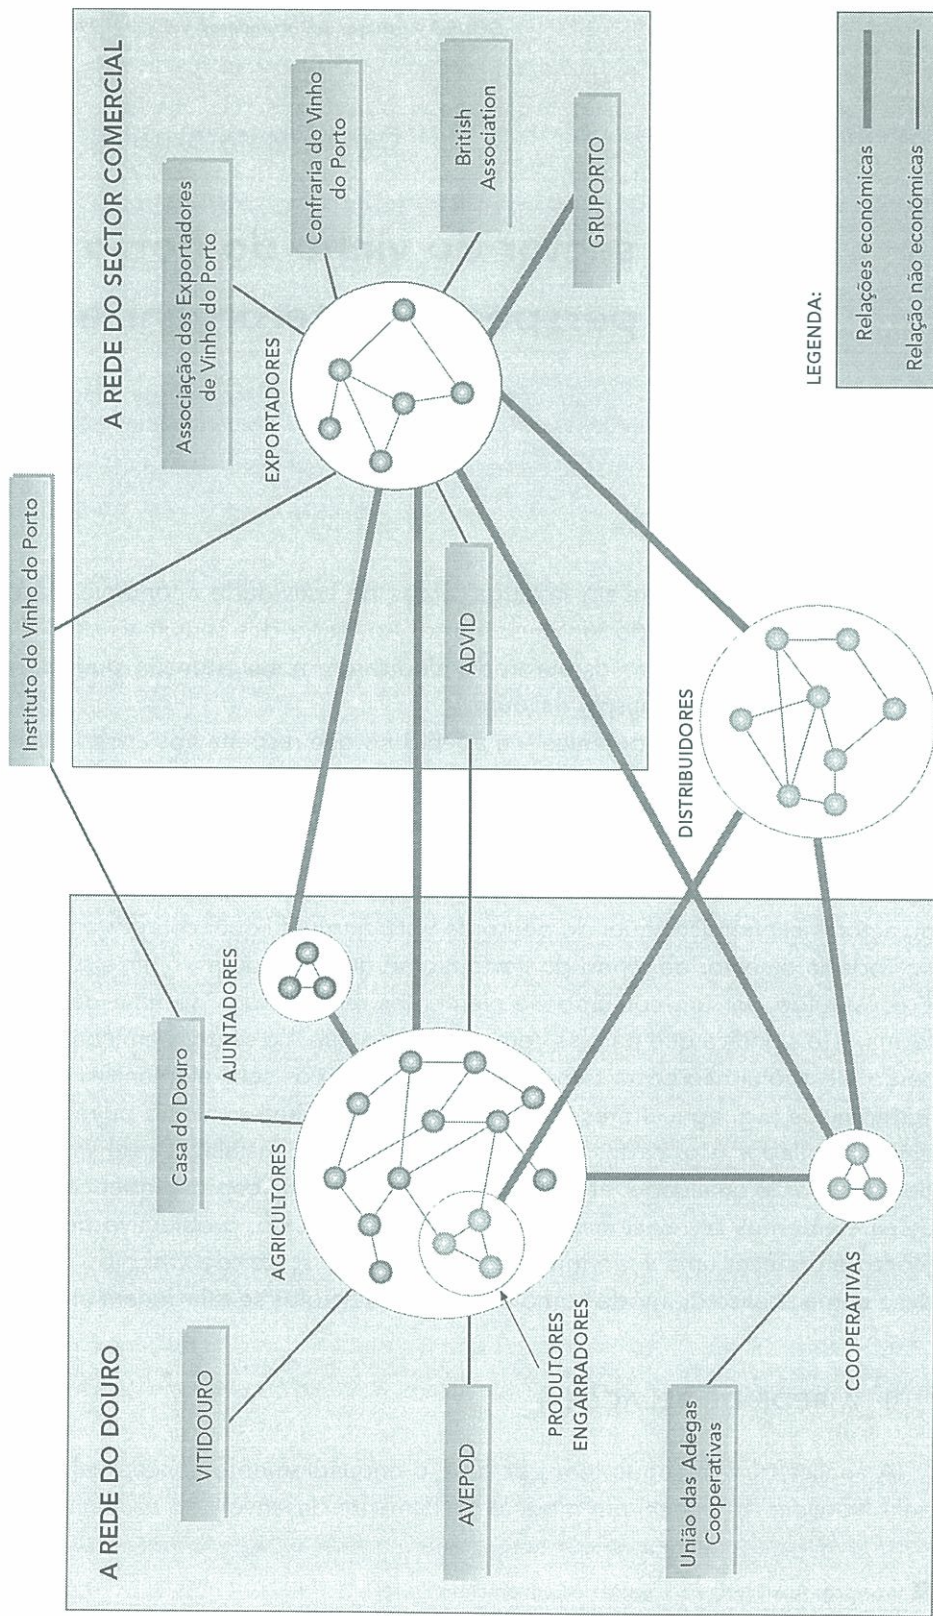 A REDE DO DOURO
VITIDOURO
AVEPOD
União das Adegas
Cooperativas
Casa do Douro
AGRICULTORES
AJUNTADORES
PRODUTORES
ENGARRADORES
COOPERATIVAS
Instituto do Vinho do Porto
ADVID
DISTRIBUIDORES
A REDE DO SECTOR COMERCIAL
EXPORTADORES
Associação dos Exportadores
de Vinho do Porto
Confraria do Vinho
do Porto
British
Association
GRUPORTO
LEGENDA:
Relações económicas
Relação não económicas